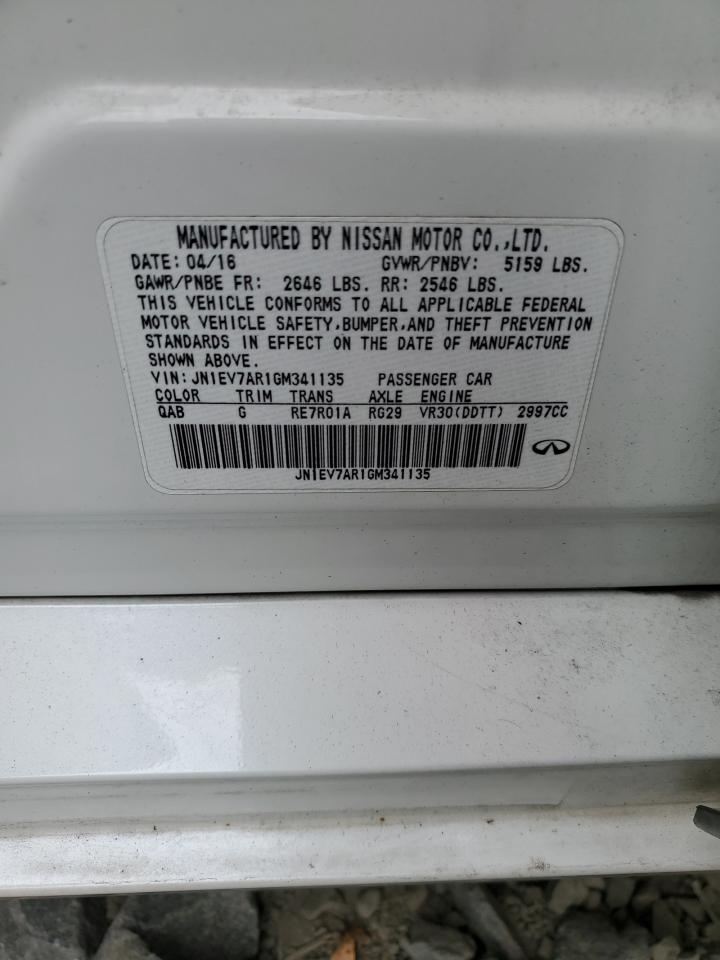 MANUFACTURED BY NISSAN MOTOR CO.,LTD.
DATE: 04/16 GVWR/PNBV: 5159 LBS.
GAWR/PNBE FR: 2646 LBS. RR: 2546 LBS.
THIS VEHICLE CONFORMS TO ALL APPLICABLE FEDERAL
MOTOR VEHICLE SAFETY,BUMPER,AND THEFT PREVENTION
STANDARDS IN EFFECT ON THE DATE OF MANUFACTURE
SHOWN ABOVE.
VIN: JN1EV7AR1GM341135 PASSENGER CAR
COLOR TRIM TRANS AXLE ENGINE
QAB G RE7R01A RG29 VR30(DDTT) 2997CC
JN1EV7AR1GM341135